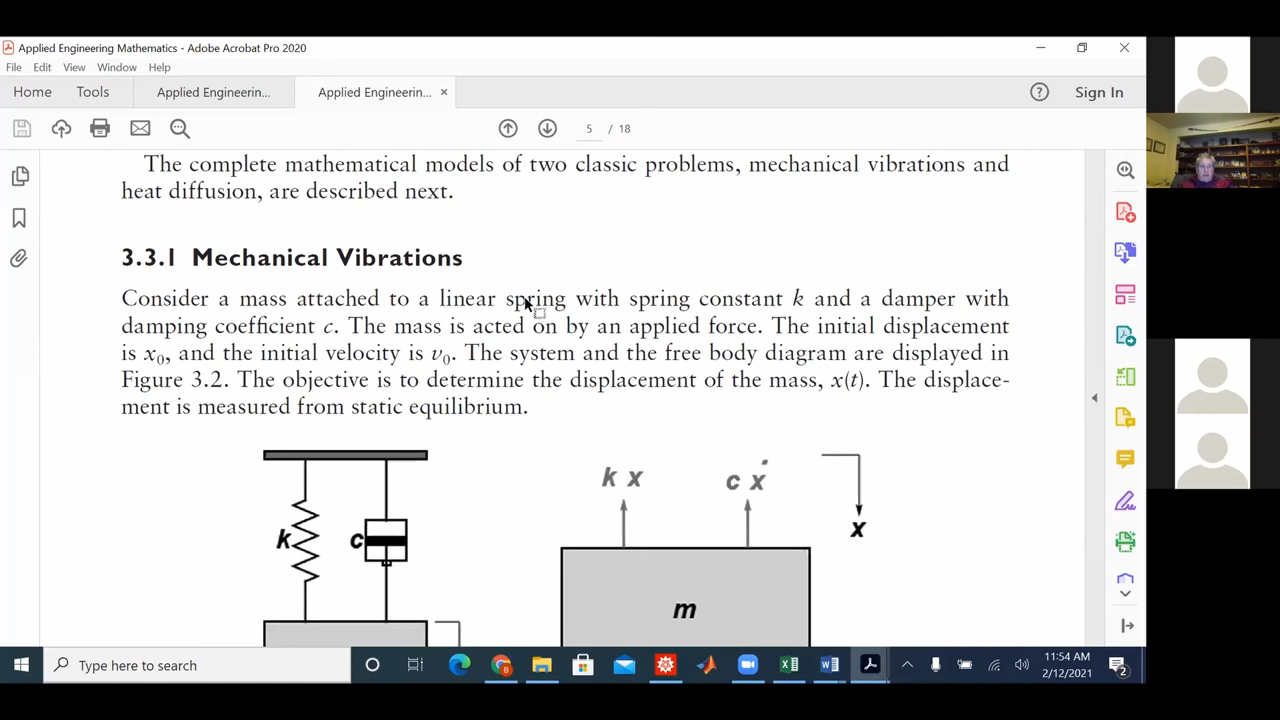 Applied Engineering Mathematics - Adobe Acrobat Pro 2020
File Edit View Window Help
Home Tools Applied Engineerin... Applied Engineerin... × Sign In
5 / 18
The complete mathematical models of two classic problems, mechanical vibrations and
heat diffusion, are described next.
3.3.1 Mechanical Vibrations
Consider a mass attached to a linear spring with spring constant k and a damper with
damping coefficient c. The mass is acted on by an applied force. The initial displacement
is x₀, and the initial velocity is v₀. The system and the free body diagram are displayed in
Figure 3.2. The objective is to determine the displacement of the mass, x(t). The displace-
ment is measured from static equilibrium.
k x c ẋ
k c x
m
Type here to search
11:54 AM
2/12/2021
2